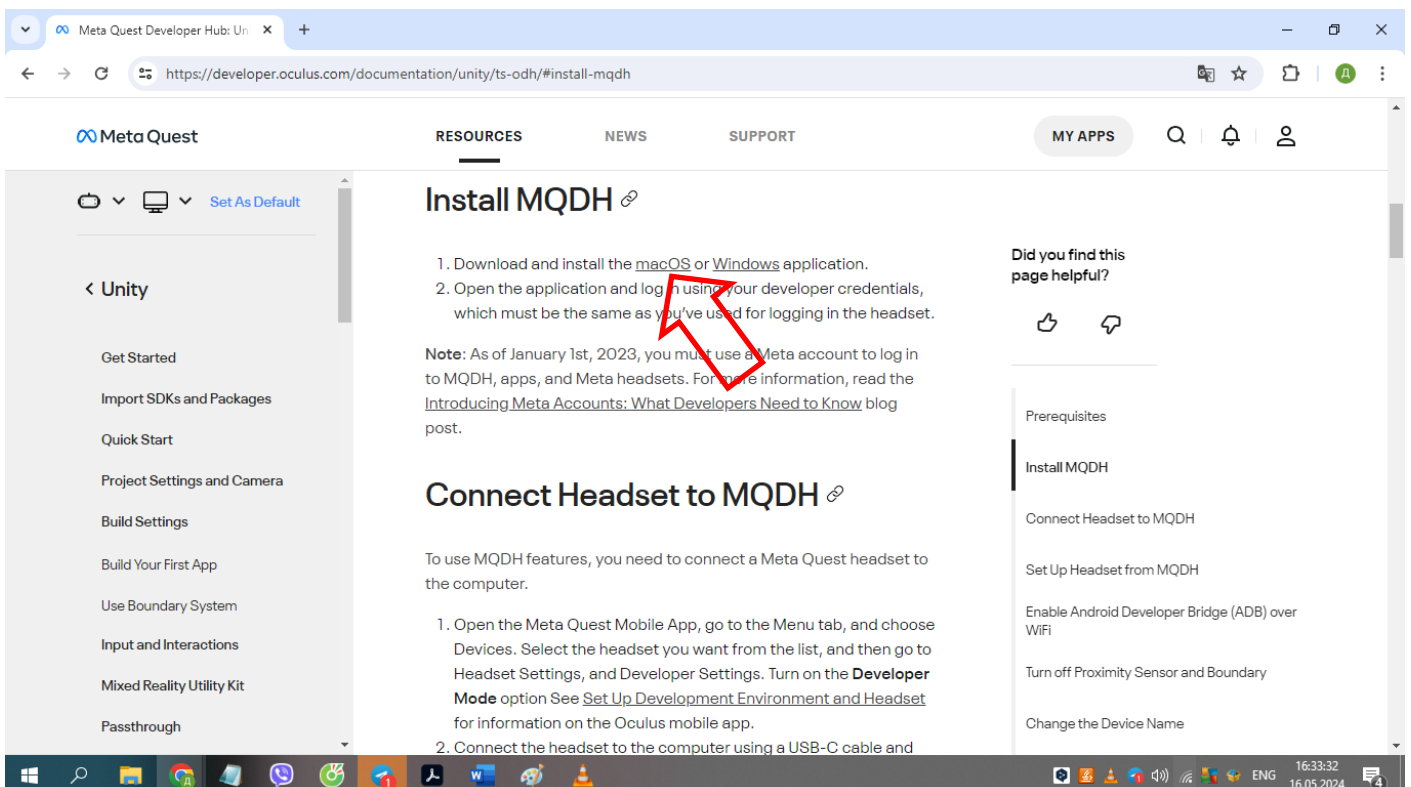 Meta Quest Developer Hub: Un
https://developer.oculus.com/documentation/unity/ts-odh/#install-mqdh
Д
Meta Quest
RESOURCES
NEWS
SUPPORT
MY APPS
Set As Default
Unity
Get Started
Import SDKs and Packages
Quick Start
Project Settings and Camera
Build Settings
Build Your First App
Use Boundary System
Input and Interactions
Mixed Reality Utility Kit
Passthrough
Install MQDH
1. Download and install the macOS or Windows application.
2. Open the application and log in using your developer credentials,
which must be the same as you've used for logging in the headset.
Note: As of January 1st, 2023, you must use a Meta account to log in
to MQDH, apps, and Meta headsets. For more information, read the
Introducing Meta Accounts: What Developers Need to Know blog
post.
Connect Headset to MQDH
To use MQDH features, you need to connect a Meta Quest headset to
the computer.
1. Open the Meta Quest Mobile App, go to the Menu tab, and choose
Devices. Select the headset you want from the list, and then go to
Headset Settings, and Developer Settings. Turn on the Developer
Mode option See Set Up Development Environment and Headset
for information on the Oculus mobile app.
2. Connect the headset to the computer using a USB-C cable and
Did you find this
page helpful?
Prerequisites
Install MQDH
Connect Headset to MQDH
Set Up Headset from MQDH
Enable Android Developer Bridge (ADB) over
WiFi
Turn off Proximity Sensor and Boundary
Change the Device Name
ENG
16:33:32
16.05.2024
4